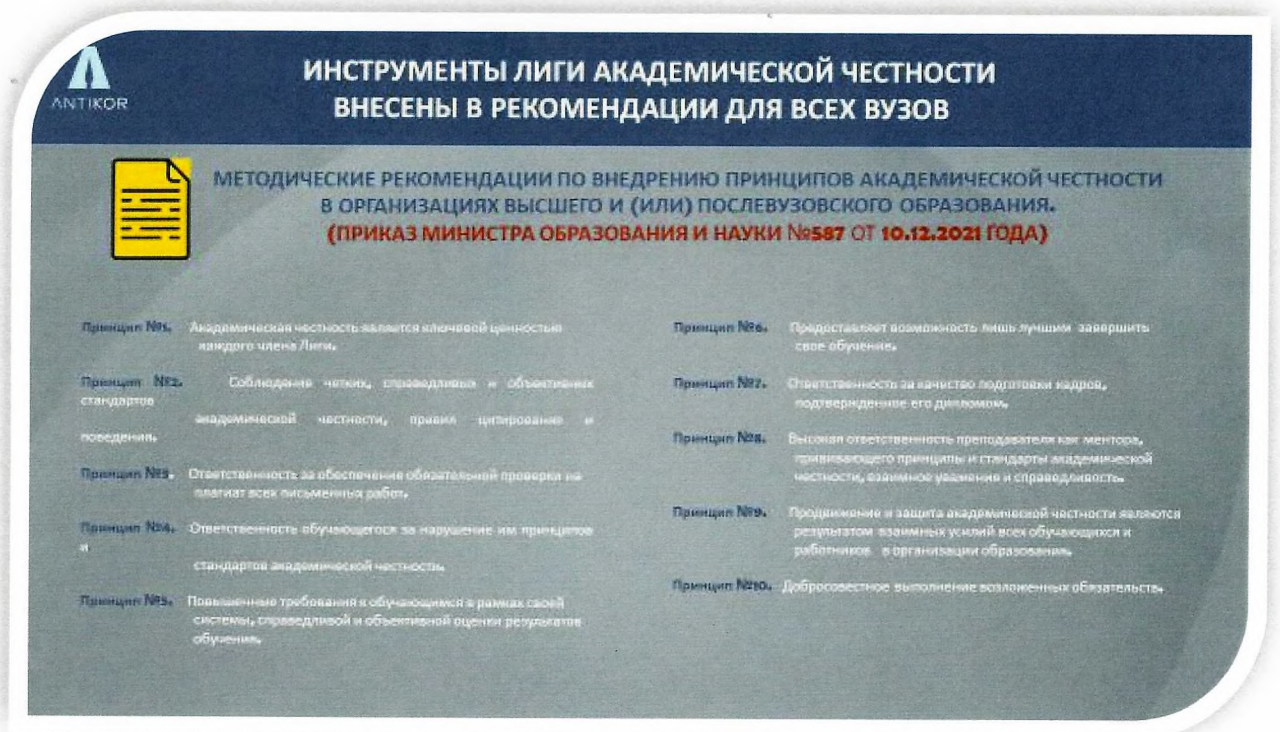 ANTIKOR
ИНСТРУМЕНТЫ ЛИГИ АКАДЕМИЧЕСКОЙ ЧЕСТНОСТИ
ВНЕСЕНЫ В РЕКОМЕНДАЦИИ ДЛЯ ВСЕХ ВУЗОВ
МЕТОДИЧЕСКИЕ РЕКОМЕНДАЦИИ ПО ВНЕДРЕНИЮ ПРИНЦИПОВ АКАДЕМИЧЕСКОЙ ЧЕСТНОСТИ
В ОРГАНИЗАЦИЯХ ВЫСШЕГО И (ИЛИ) ПОСЛЕВУЗОВСКОГО ОБРАЗОВАНИЯ.
(ПРИКАЗ МИНИСТРА ОБРАЗОВАНИЯ И НАУКИ №587 ОТ 10.12.2021 ГОДА)
Принцип №1. Академическая честность является ключевой ценностью
каждого члена Лиги.
Принцип №2. Соблюдение четких, справедливых и объективных
стандартов
академической честности, правил цитирования и
поведения.
Принцип №3. Ответственность за обеспечение обязательной проверки на
плагиат всех письменных работ.
Принцип №4. Ответственность обучающегося за нарушение им принципов
и
стандартов академической честности.
Принцип №5. Повышенные требования к обучающимся в рамках своей
системы, справедливой и объективной оценки результатов
обучения.
Принцип №6. Предоставляет возможность лишь лучшим завершить
свое обучение.
Принцип №7. Ответственность за качество подготовки кадров,
подтвержденное его дипломом.
Принцип №8. Высокая ответственность преподавателя как ментора,
прививающего принципы и стандарты академической
честности, взаимное уважение и справедливость.
Принцип №9. Продвижение и защита академической честности являются
результатом взаимных усилий всех обучающихся и
работников в организации образования.
Принцип №10. Добросовестное выполнение возложенных обязательств.